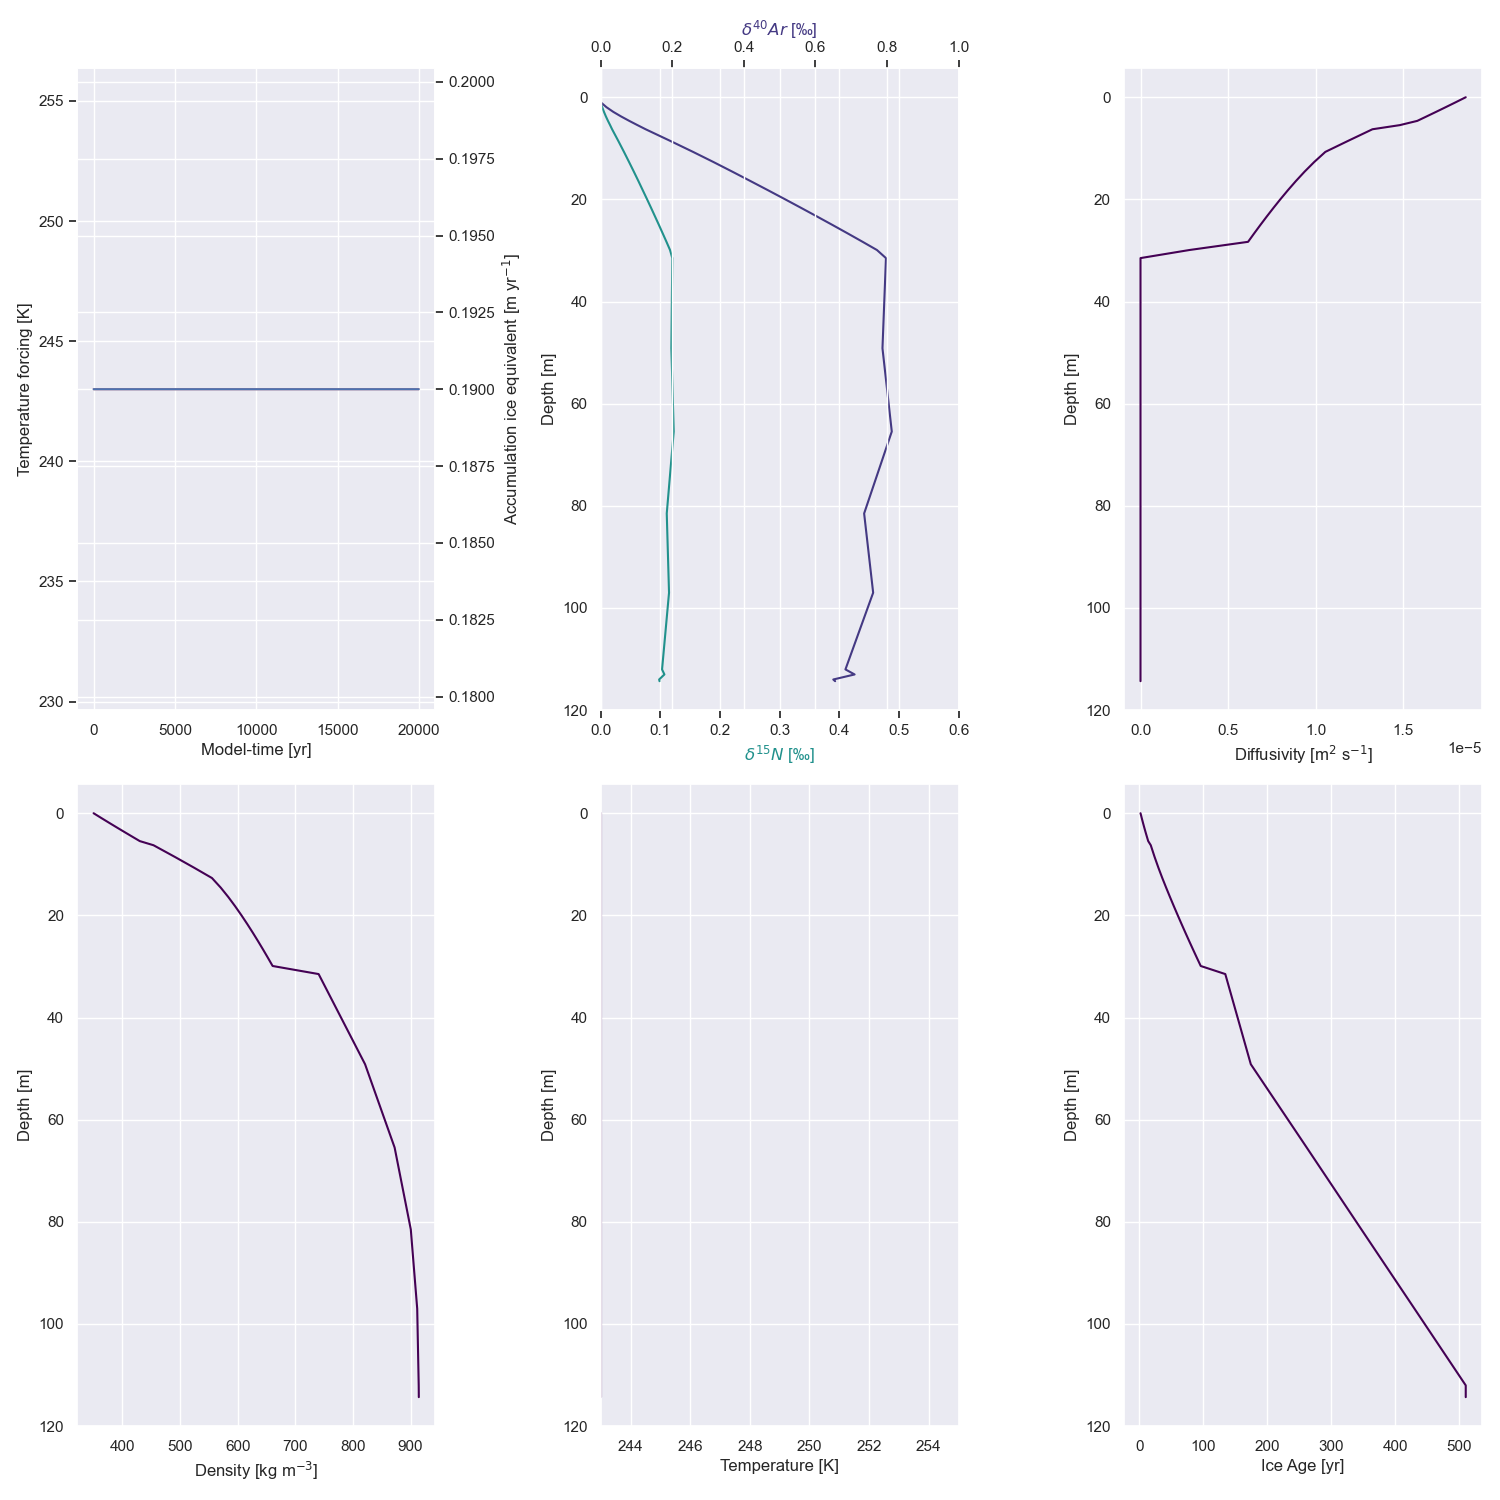 δ⁴⁰Ar [‰]
0.0 0.2 0.4 0.6 0.8 1.0
255
250
245
240
235
230
Temperature forcing [K]
0.2000
0.1975
0.1950
0.1925
0.1900
0.1875
0.1850
0.1825
0.1800
Accumulation ice equivalent [m yr⁻¹]
0 5000 10000 15000 20000
Model-time [yr]
0
20
40
60
80
100
120
Depth [m]
0.0 0.1 0.2 0.3 0.4 0.5 0.6
δ¹⁵N [‰]
0
20
40
60
80
100
120
Depth [m]
0.0 0.5 1.0 1.5
1e−5
Diffusivity [m² s⁻¹]
0
20
40
60
80
100
120
Depth [m]
400 500 600 700 800 900
Density [kg m⁻³]
0
20
40
60
80
100
120
Depth [m]
244 246 248 250 252 254
Temperature [K]
0
20
40
60
80
100
120
Depth [m]
0 100 200 300 400 500
Ice Age [yr]